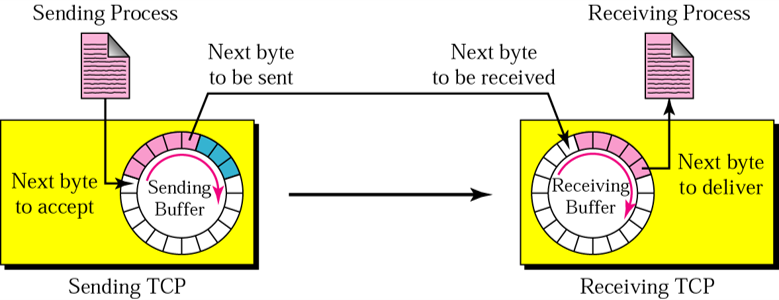 Sending Process
Receiving Process
Next byte
to be sent
Next byte
to be received
Next byte
to accept
Sending
Buffer
Receiving
Buffer
Next byte
to deliver
Sending TCP
Receiving TCP